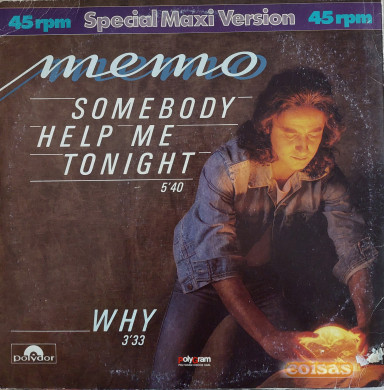 45 rpm Special Maxi Version 45 rpm
memo
SOMEBODY
HELP ME
TONIGHT
5'40
WHY
3'33
polydor
polygram
coisas